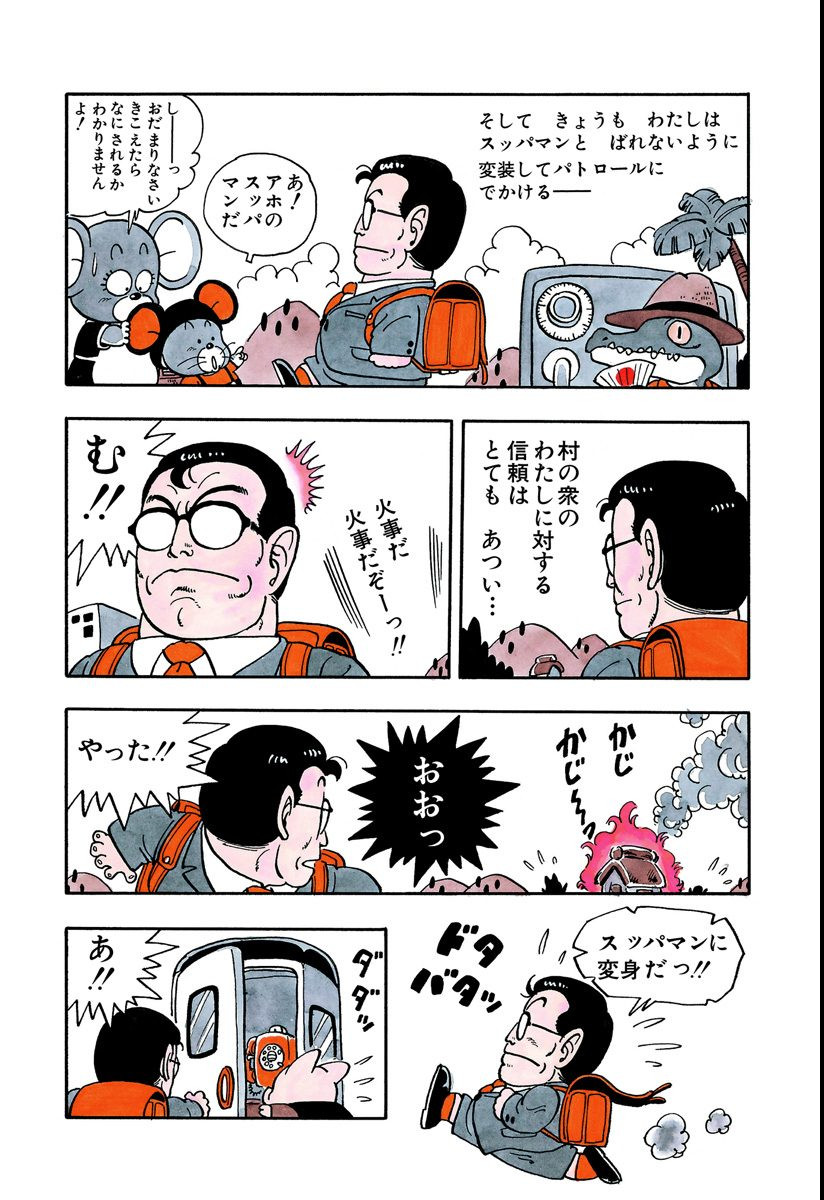 そして　きょうも　わたしは
スッパマンと　ばれないように
変装してパトロールに
でかける――
あ！
アホの
スッパ
マンだ
しーーっ
おだまりなさい
きこえたら
なにされるか
わかりません
よ！
村の衆の
わたしに対する
信頼は
とても　あつい…
火事だ
火事だぞーっ!!
む!!
かじ
かじ〜〜っ
おおっ
やった!!
スッパマンに
変身だっ!!
ドタ
バタッ
ダダッ
あ!!